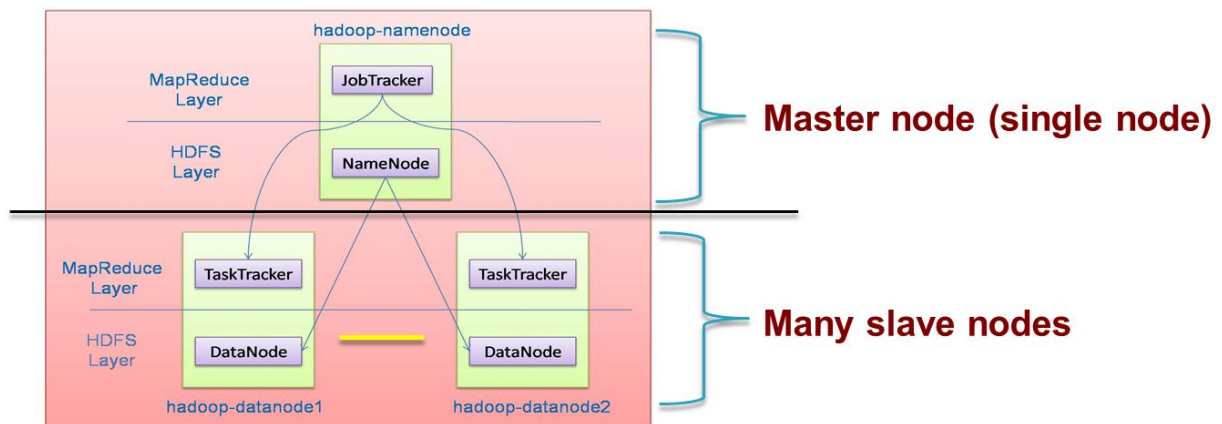 hadoop-namenode
MapReduce
Layer
JobTracker
Master node (single node)
HDFS
Layer
NameNode
MapReduce
Layer
TaskTracker
TaskTracker
Many slave nodes
HDFS
Layer
DataNode
DataNode
hadoop-datanode1
hadoop-datanode2